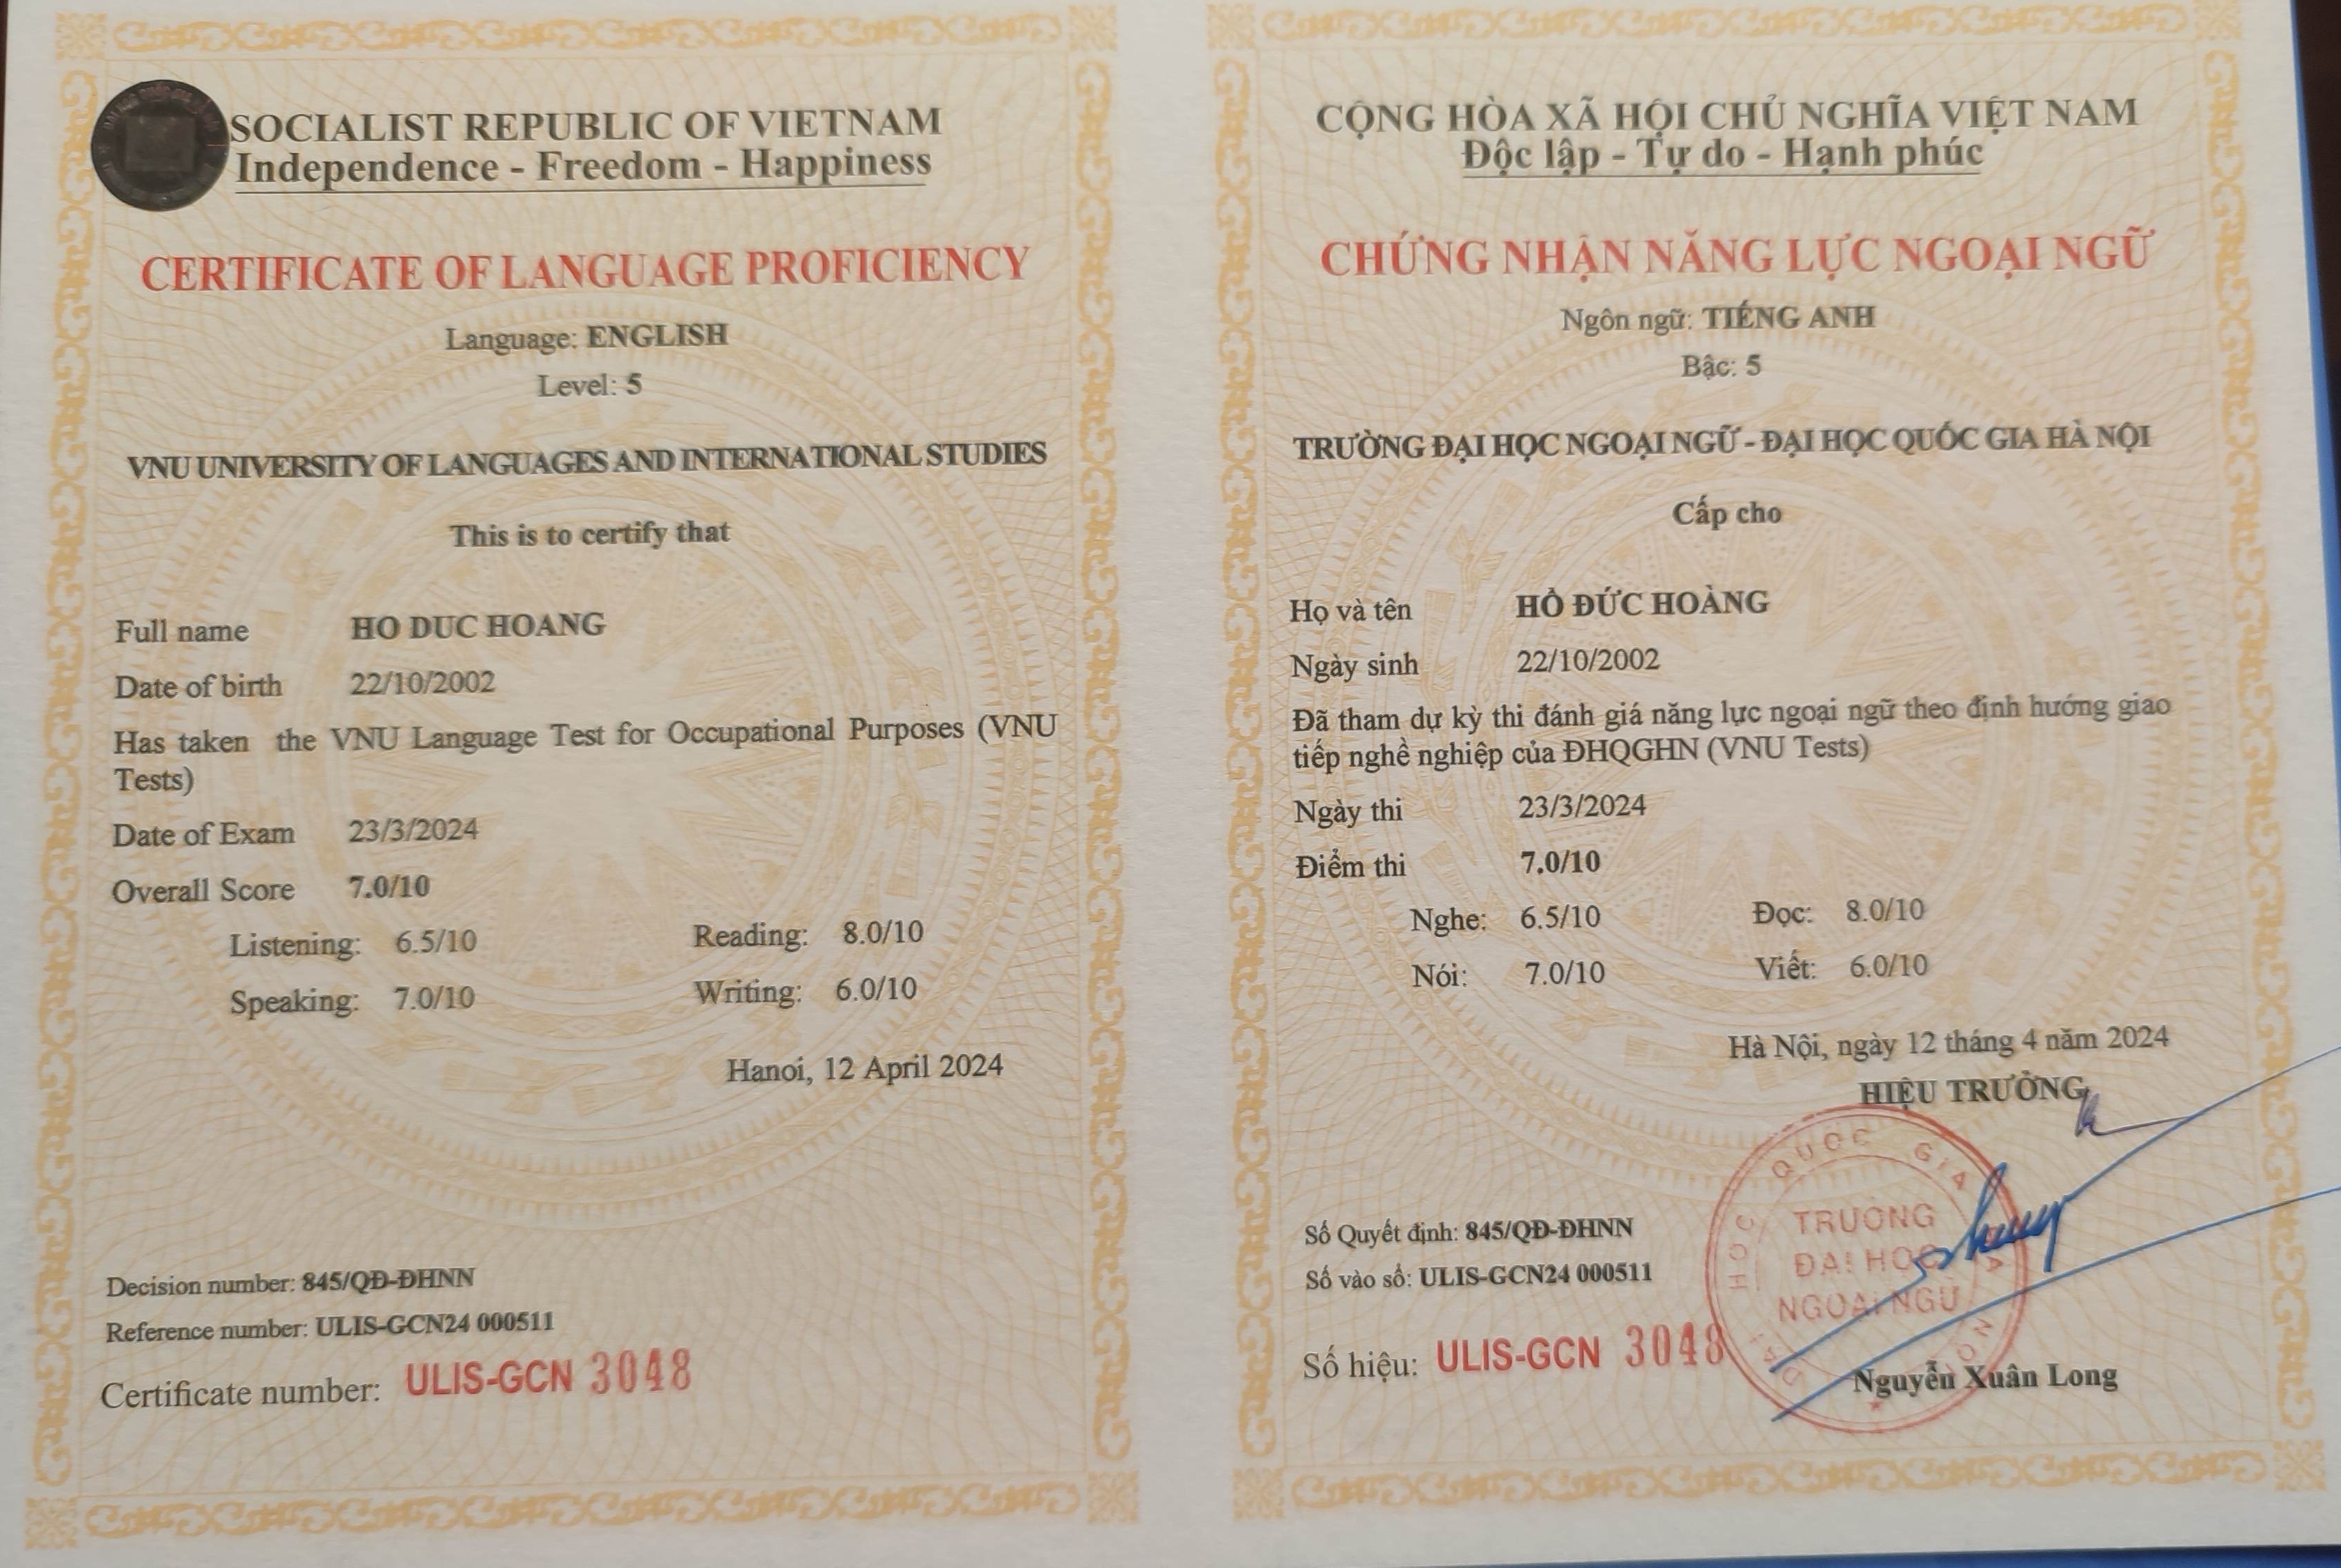 SOCIALIST REPUBLIC OF VIETNAM
Independence - Freedom - Happiness
CERTIFICATE OF LANGUAGE PROFICIENCY
Language: ENGLISH
Level: 5
VNU UNIVERSITY OF LANGUAGES AND INTERNATIONAL STUDIES
This is to certify that
Full name HO DUC HOANG
Date of birth 22/10/2002
Has taken the VNU Language Test for Occupational Purposes (VNU
Tests)
Date of Exam 23/3/2024
Overall Score 7.0/10
Listening: 6.5/10 Reading: 8.0/10
Speaking: 7.0/10 Writing: 6.0/10
Hanoi, 12 April 2024
Decision number: 845/QĐ-ĐHNN
Reference number: ULIS-GCN24 000511
Certificate number: ULIS-GCN 3048
CỘNG HÒA XÃ HỘI CHỦ NGHĨA VIỆT NAM
Độc lập - Tự do - Hạnh phúc
CHỨNG NHẬN NĂNG LỰC NGOẠI NGỮ
Ngôn ngữ: TIẾNG ANH
Bậc: 5
TRƯỜNG ĐẠI HỌC NGOẠI NGỮ - ĐẠI HỌC QUỐC GIA HÀ NỘI
Cấp cho
Họ và tên HỒ ĐỨC HOÀNG
Ngày sinh 22/10/2002
Đã tham dự kỳ thi đánh giá năng lực ngoại ngữ theo định hướng giao
tiếp nghề nghiệp của ĐHQGHN (VNU Tests)
Ngày thi 23/3/2024
Điểm thi 7.0/10
Nghe: 6.5/10 Đọc: 8.0/10
Nói: 7.0/10 Viết: 6.0/10
Hà Nội, ngày 12 tháng 4 năm 2024
HIỆU TRƯỞNG
TRƯỜNG
ĐẠI HỌC
NGOẠI NGỮ
Số Quyết định: 845/QĐ-ĐHNN
Số vào sổ: ULIS-GCN24 000511
Số hiệu: ULIS-GCN 3048
Nguyễn Xuân Long